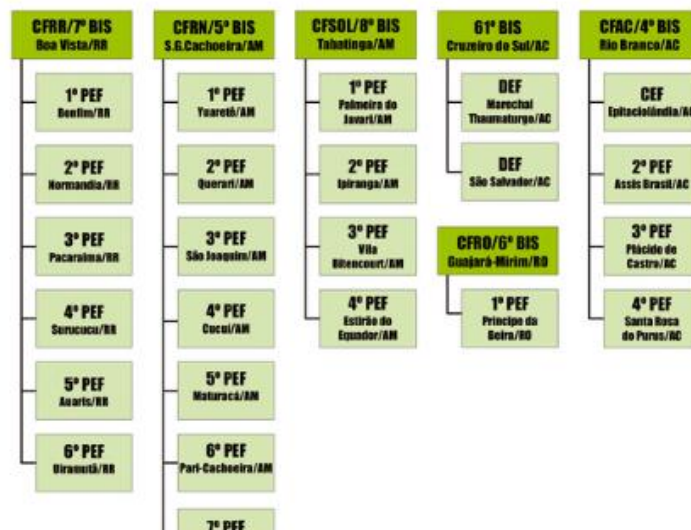 CFRR/7º BIS
Boa Vista/RR
1º PEF
Bonfim/RR
2º PEF
Normandia/RR
3º PEF
Pacaraima/RR
4º PEF
Surucucu/RR
5º PEF
Auaris/RR
6º PEF
Uiramutã/RR
CFRN/5º BIS
S.G.Cachoeira/AM
1º PEF
Yuaretê/AM
2º PEF
Querari/AM
3º PEF
São Joaquim/AM
4º PEF
Cucuí/AM
5º PEF
Maturacá/AM
6º PEF
Pari-Cachoeira/AM
7º PEF
CFSOL/8º BIS
Tabatinga/AM
1º PEF
Palmeira do
Javari/AM
2º PEF
Ipiranga/AM
3º PEF
Vila
Bitencourt/AM
4º PEF
Estirão do
Equador/AM
61º BIS
Cruzeiro do Sul/AC
DEF
Marechal
Thaumaturgo/AC
DEF
São Salvador/AC
CFRO/6º BIS
Guajará-Mirim/RO
1º PEF
Príncipe da
Beira/RO
CFAC/4º BIS
Rio Branco/AC
CEF
Epitaciolândia/AC
2º PEF
Assis Brasil/AC
3º PEF
Plácido de
Castro/AC
4º PEF
Santa Rosa
do Purus/AC